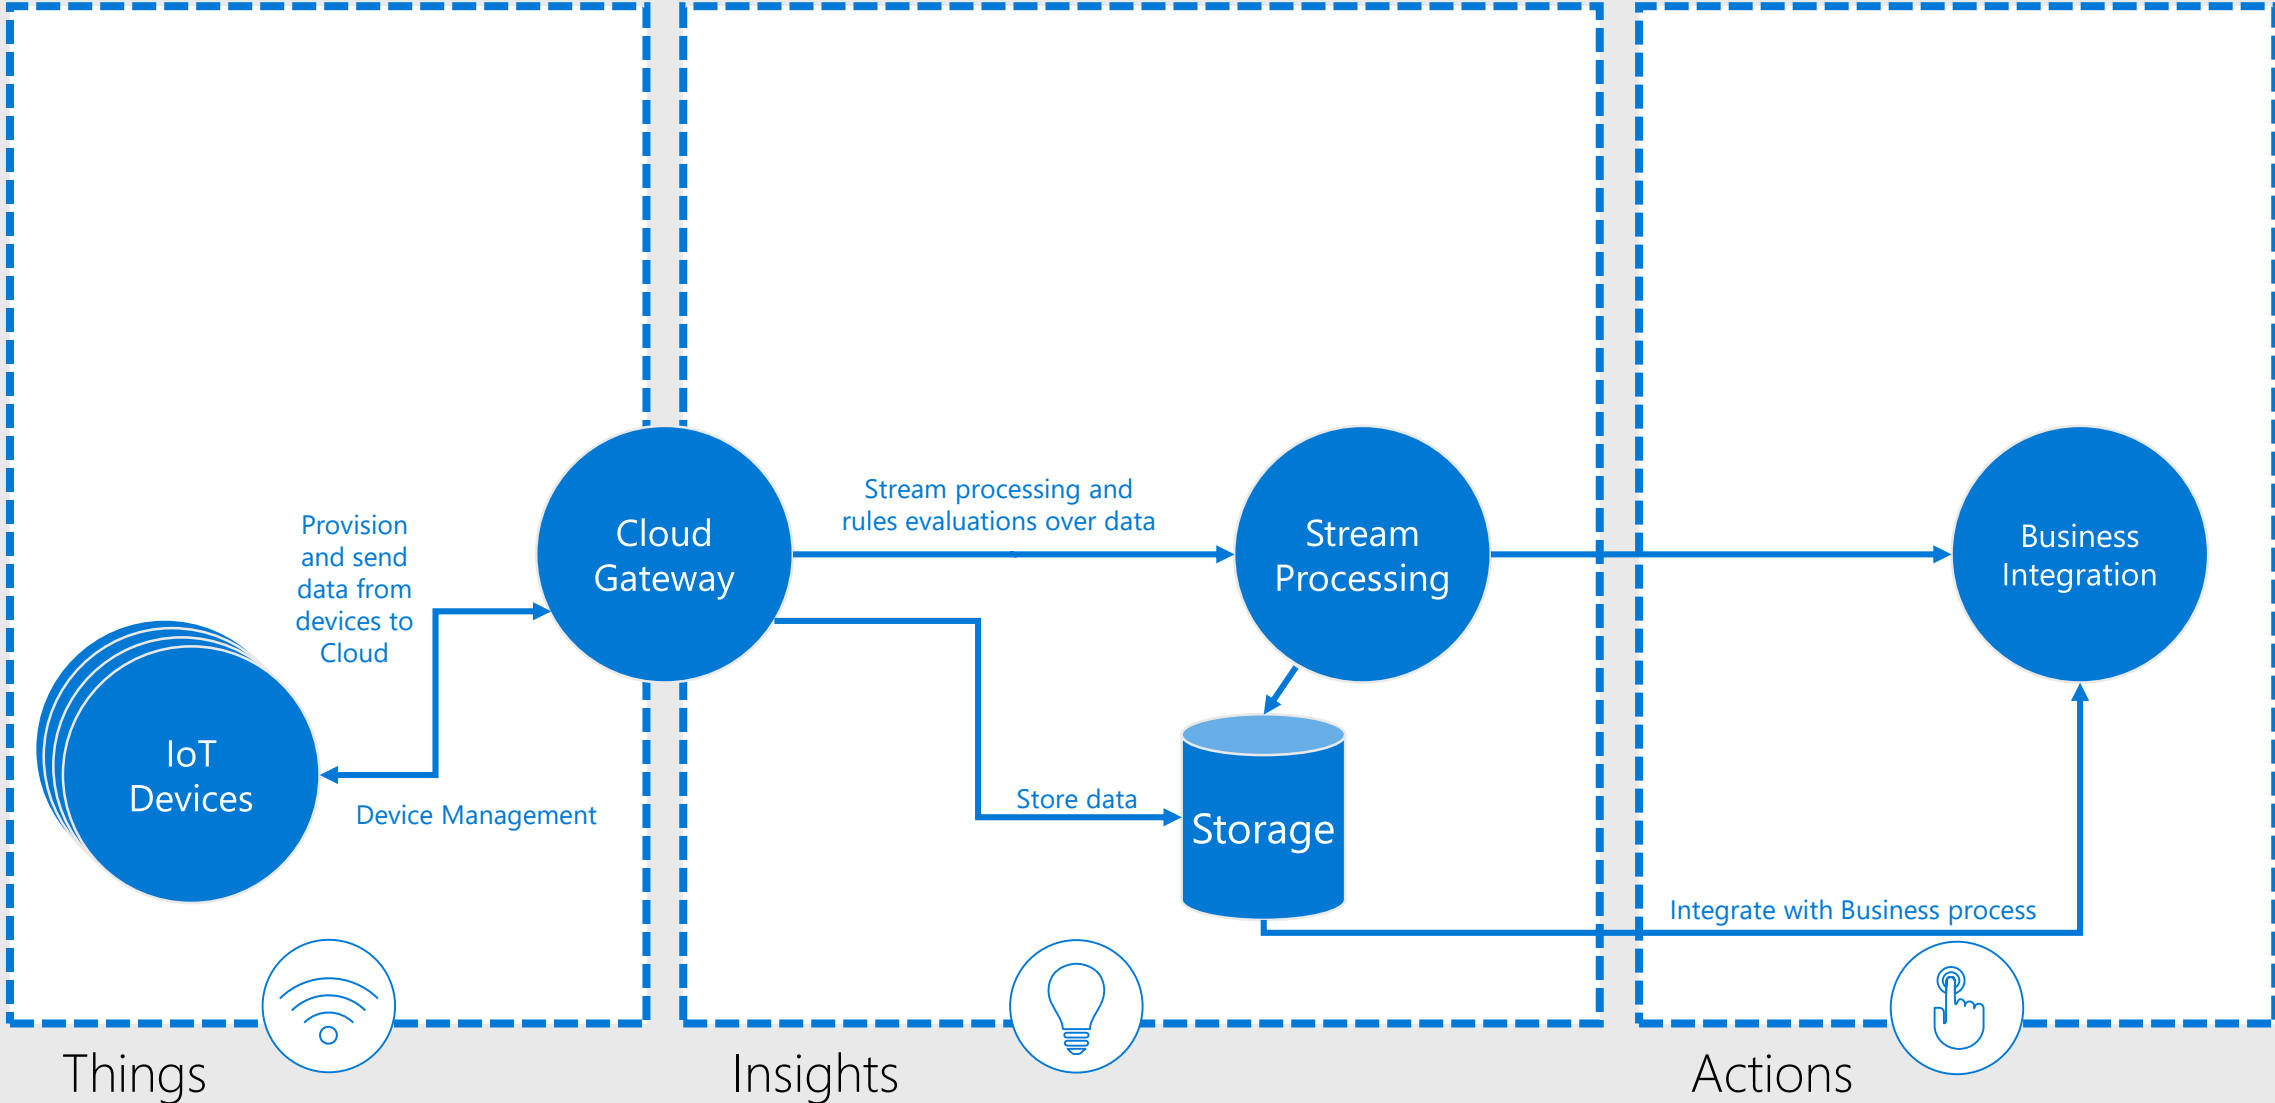 Provision
and send
data from
devices to
Cloud
IoT
Devices
Device Management
Cloud
Gateway
Stream processing and
rules evaluations over data
Stream
Processing
Store data
Storage
Business
Integration
Integrate with Business process
Things
Insights
Actions